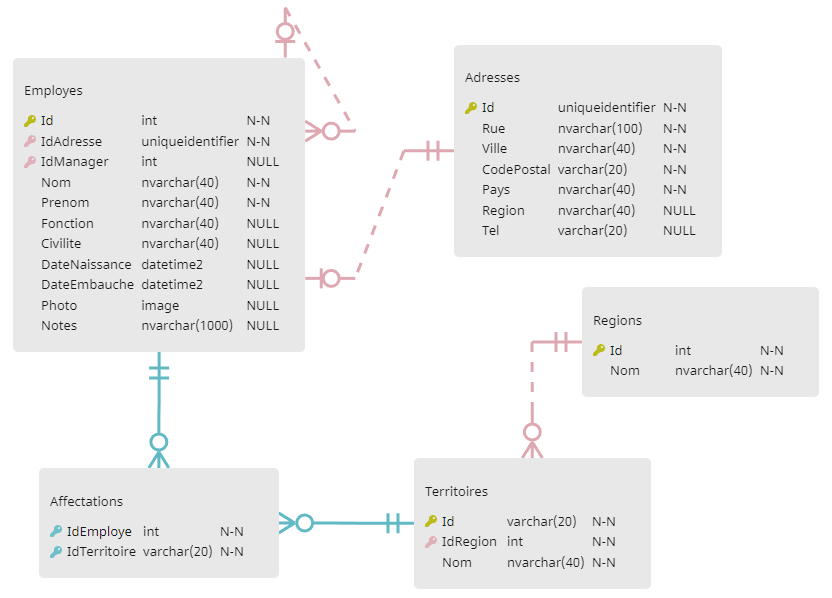 Employes
Id int N-N
IdAdresse uniqueidentifier N-N
IdManager int NULL
Nom nvarchar(40) N-N
Prenom nvarchar(40) N-N
Fonction nvarchar(40) NULL
Civilite nvarchar(40) NULL
DateNaissance datetime2 NULL
DateEmbauche datetime2 NULL
Photo image NULL
Notes nvarchar(1000) NULL
Adresses
Id uniqueidentifier N-N
Rue nvarchar(100) N-N
Ville nvarchar(40) N-N
CodePostal varchar(20) N-N
Pays nvarchar(40) N-N
Region nvarchar(40) NULL
Tel varchar(20) NULL
Regions
Id int N-N
Nom nvarchar(40) N-N
Affectations
IdEmploye int N-N
IdTerritoire varchar(20) N-N
Territoires
Id varchar(20) N-N
IdRegion int N-N
Nom nvarchar(40) N-N